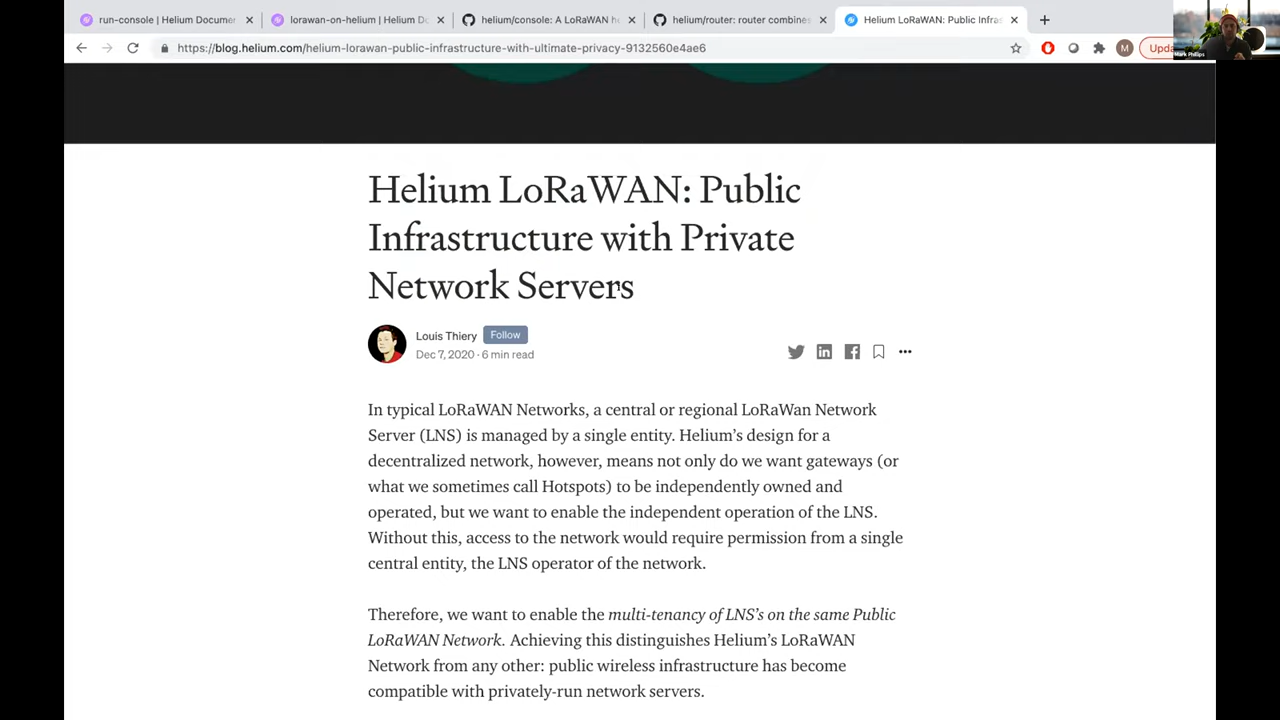 run-console | Helium Documen
lorawan-on-helium | Helium Do
helium/console: A LoRaWAN h
helium/router: router combines
Helium LoRaWAN: Public Infras
https://blog.helium.com/helium-lorawan-public-infrastructure-with-ultimate-privacy-9132560e4ae6
M
Upda
Mark Phillips
Helium LoRaWAN: Public
Infrastructure with Private
Network Servers
Louis Thiery
Follow
Dec 7, 2020 · 6 min read
In typical LoRaWAN Networks, a central or regional LoRaWan Network
Server (LNS) is managed by a single entity. Helium’s design for a
decentralized network, however, means not only do we want gateways (or
what we sometimes call Hotspots) to be independently owned and
operated, but we want to enable the independent operation of the LNS.
Without this, access to the network would require permission from a single
central entity, the LNS operator of the network.
Therefore, we want to enable the multi-tenancy of LNS’s on the same Public
LoRaWAN Network. Achieving this distinguishes Helium’s LoRaWAN
Network from any other: public wireless infrastructure has become
compatible with privately-run network servers.